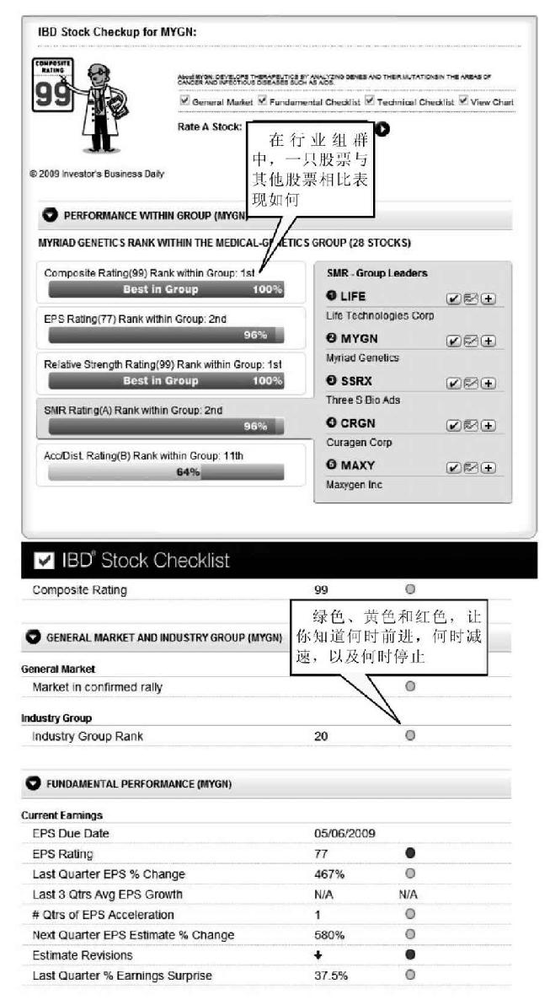 IBD Stock Checkup for MYGN:
COMPOSITE
RATING
99
About MYGN: DEVELOPS THERAPEUTICS BY ANALYZING GENES AND THEIR MUTATIONS IN THE AREAS OF
CANCER AND INFECTIOUS DISEASES SUCH AS AIDS.
General Market Fundamental Checklist Technical Checklist View Chart
Rate A Stock:
在行业组群
中，一只股票与
其他股票相比表
现如何
© 2009 Investor's Business Daily
PERFORMANCE WITHIN GROUP (MYGN)
MYRIAD GENETICS RANK WITHIN THE MEDICAL-GENETICS GROUP (28 STOCKS)
Composite Rating(99) Rank within Group: 1st
Best in Group 100%
EPS Rating(77) Rank within Group: 2nd
96%
Relative Strength Rating(99) Rank within Group: 1st
Best in Group 100%
SMR Rating(A) Rank within Group: 2nd
96%
Acc/Dist. Rating(B) Rank within Group: 11th
64%
SMR - Group Leaders
1 LIFE
Life Technologies Corp
2 MYGN
Myriad Genetics
3 SSRX
Three S Bio Ads
4 CRGN
Curagen Corp
5 MAXY
Maxygen Inc
IBD® Stock Checklist
Composite Rating 99
绿色、黄色和红色，让
你知道何时前进，何时减
速，以及何时停止
GENERAL MARKET AND INDUSTRY GROUP (MYGN)
General Market
Market in confirmed rally
Industry Group
Industry Group Rank 20
FUNDAMENTAL PERFORMANCE (MYGN)
Current Earnings
EPS Due Date 05/06/2009
EPS Rating 77
Last Quarter EPS % Change 467%
Last 3 Qtrs Avg EPS Growth N/A N/A
# Qtrs of EPS Acceleration 1
Next Quarter EPS Estimate % Change 580%
Estimate Revisions
Last Quarter % Earnings Surprise 37.5%